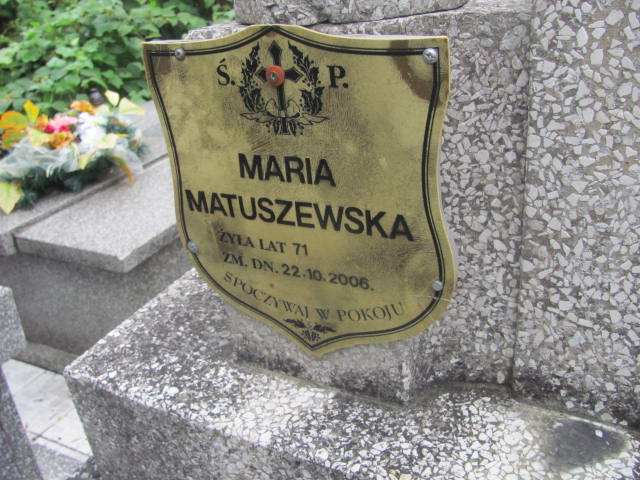 Ś. P.
MARIA
MATUSZEWSKA
ŻYŁA LAT 71
ZM. DN. 22.10.2006.
SPOCZYWAJ W POKOJU